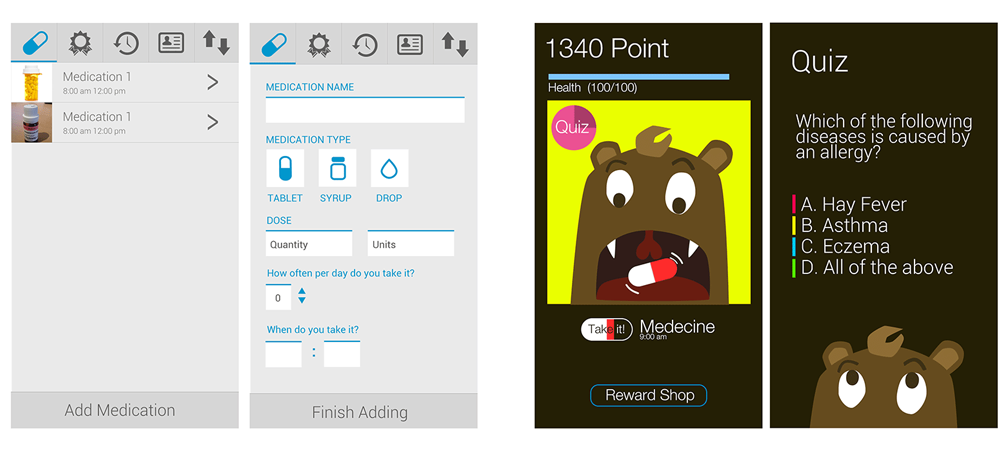 Medication 1
8:00 am 12:00 pm
Medication 1
8:00 am 12:00 pm
Add Medication
MEDICATION NAME
MEDICATION TYPE
TABLET SYRUP DROP
DOSE
Quantity Units
How often per day do you take it?
0
When do you take it?
:
Finish Adding
1340 Point
Health (100/100)
Quiz
Take it! Medecine
9:00 am
Reward Shop
Quiz
Which of the following
diseases is caused by
an allergy?
A. Hay Fever
B. Asthma
C. Eczema
D. All of the above